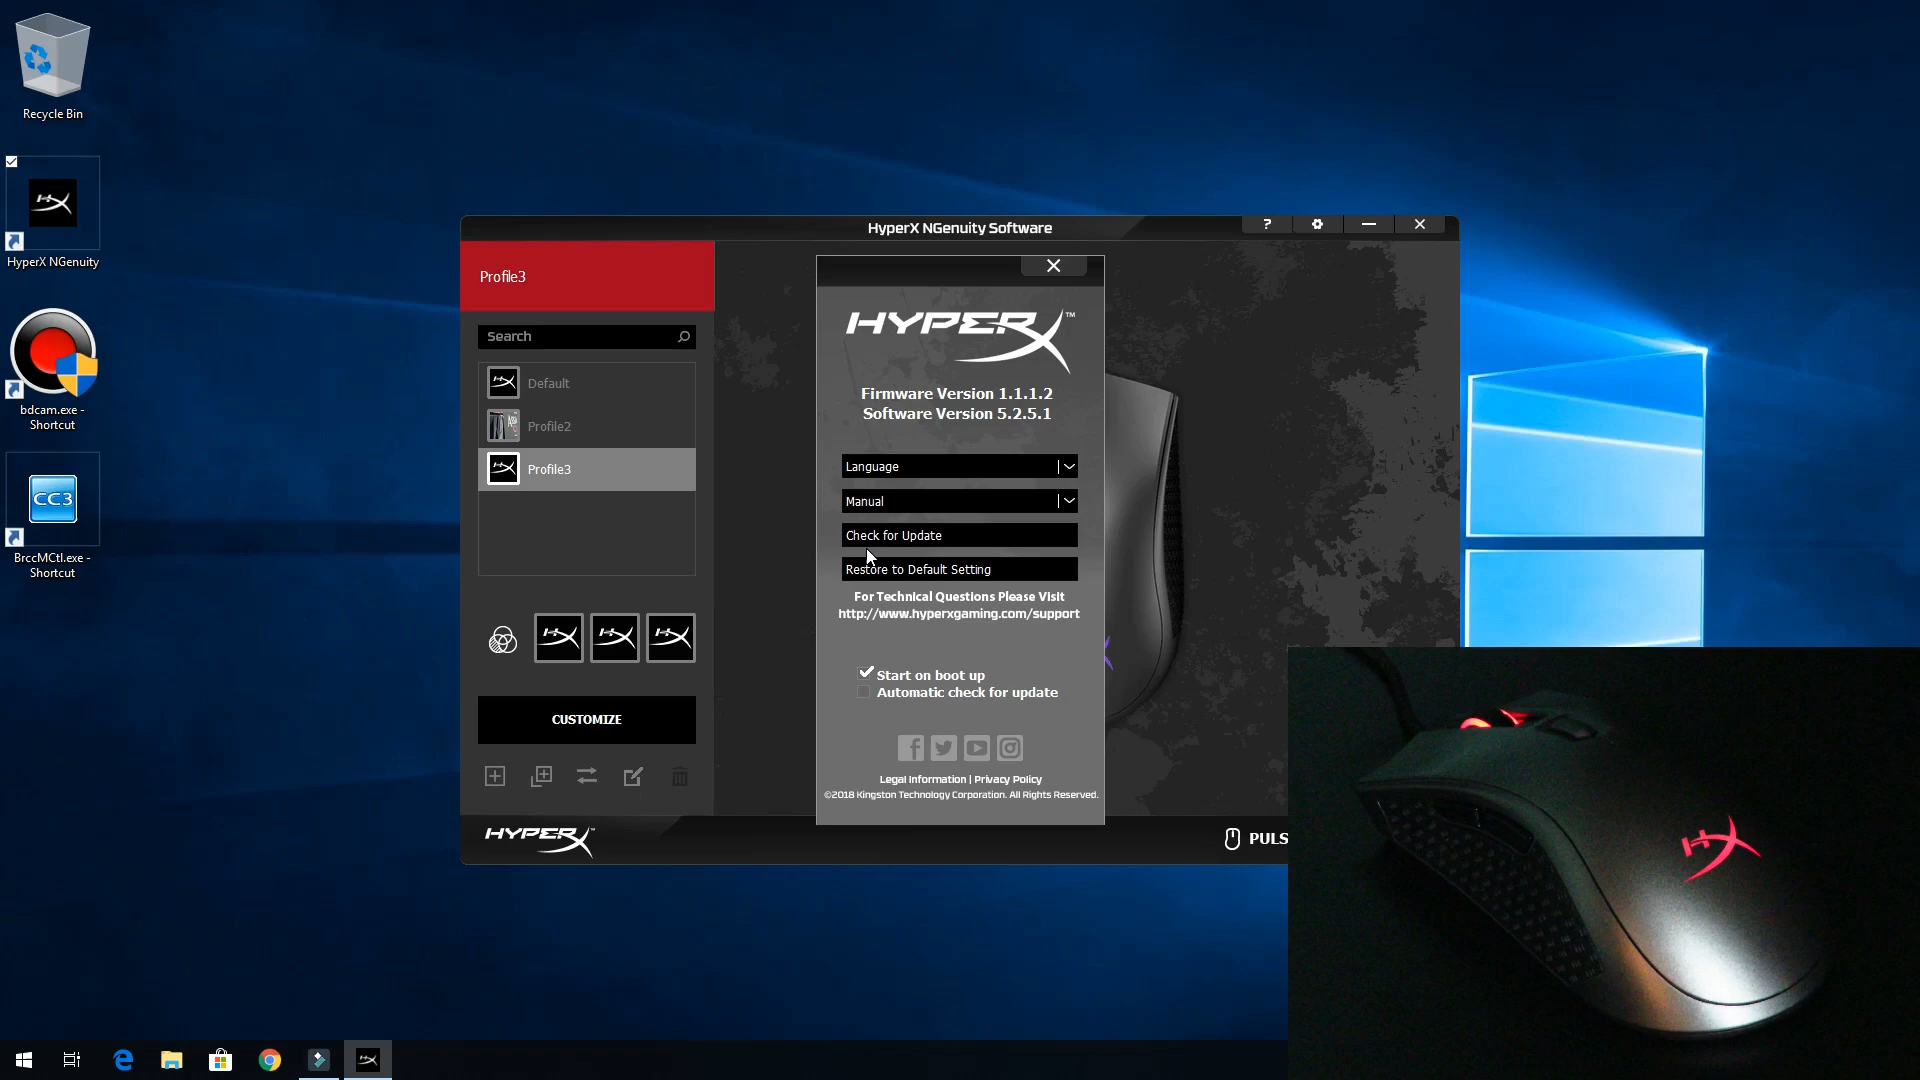 Recycle Bin
HyperX NGenuity
bdcam.exe -
Shortcut
CC3
BrccMCtl.exe -
Shortcut
HyperX NGenuity Software
?
Profile3
Search
Default
Profile2
Profile3
CUSTOMIZE
HYPERX
HYPERX™
Firmware Version 1.1.1.2
Software Version 5.2.5.1
Language
Manual
Check for Update
Restore to Default Setting
For Technical Questions Please Visit
http://www.hyperxgaming.com/support
Start on boot up
Automatic check for update
Legal Information | Privacy Policy
©2018 Kingston Technology Corporation. All Rights Reserved.
PULS
HX